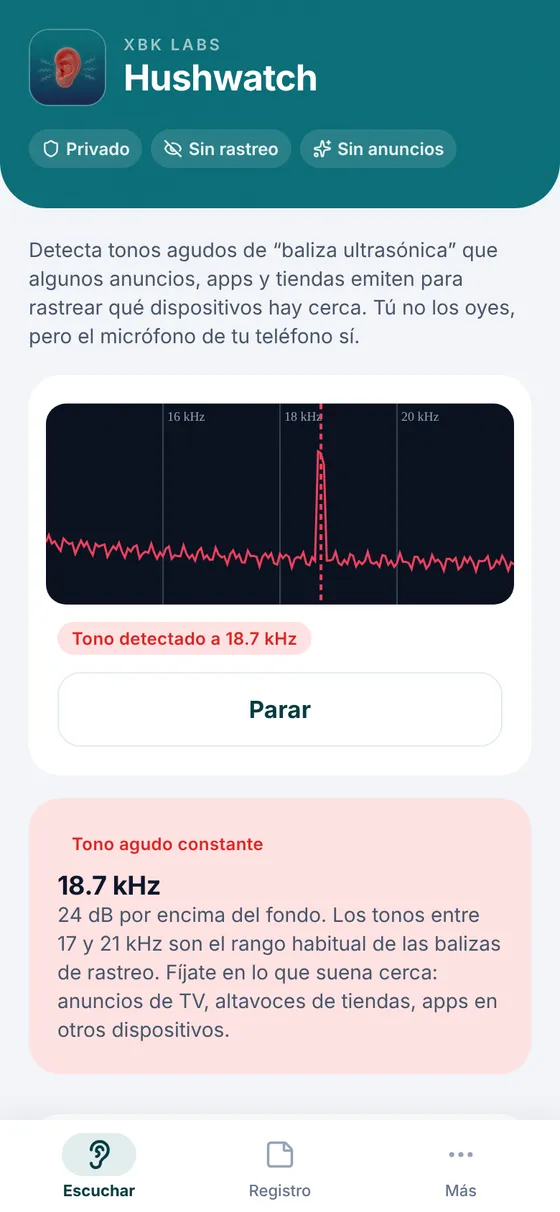 XBK LABS
Hushwatch
Privado
Sin rastreo
Sin anuncios
Detecta tonos agudos de “baliza ultrasónica” que
algunos anuncios, apps y tiendas emiten para
rastrear qué dispositivos hay cerca. Tú no los oyes,
pero el micrófono de tu teléfono sí.
16 kHz
18 kHz
20 kHz
Tono detectado a 18.7 kHz
Parar
Tono agudo constante
18.7 kHz
24 dB por encima del fondo. Los tonos entre
17 y 21 kHz son el rango habitual de las balizas
de rastreo. Fíjate en lo que suena cerca:
anuncios de TV, altavoces de tiendas, apps en
otros dispositivos.
Escuchar
Registro
Más